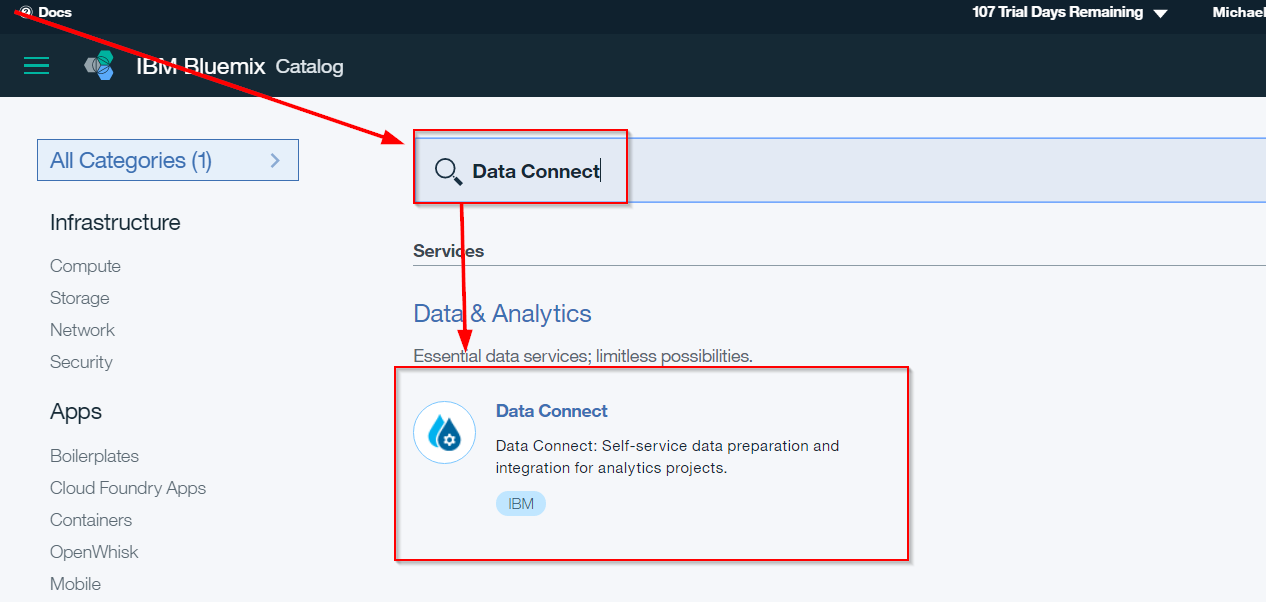 Docs
107 Trial Days Remaining
Michael
IBM Bluemix Catalog
All Categories (1)
Infrastructure
Compute
Storage
Network
Security
Apps
Boilerplates
Cloud Foundry Apps
Containers
OpenWhisk
Mobile
Data Connect
Services
Data & Analytics
Essential data services; limitless possibilities.
Data Connect
Data Connect: Self-service data preparation and
integration for analytics projects.
IBM